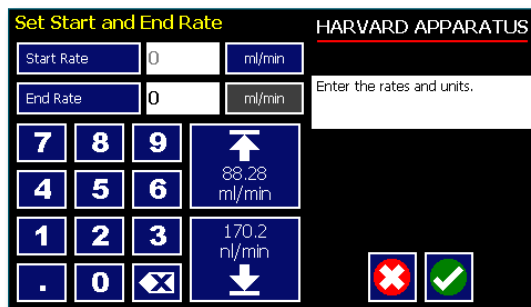 Set Start and End Rate
HARVARD APPARATUS
Start Rate 0 ml/min
End Rate 0 ml/min
Enter the rates and units.
7 8 9
88.28
ml/min
4 5 6
1 2 3
170.2
nl/min
. 0